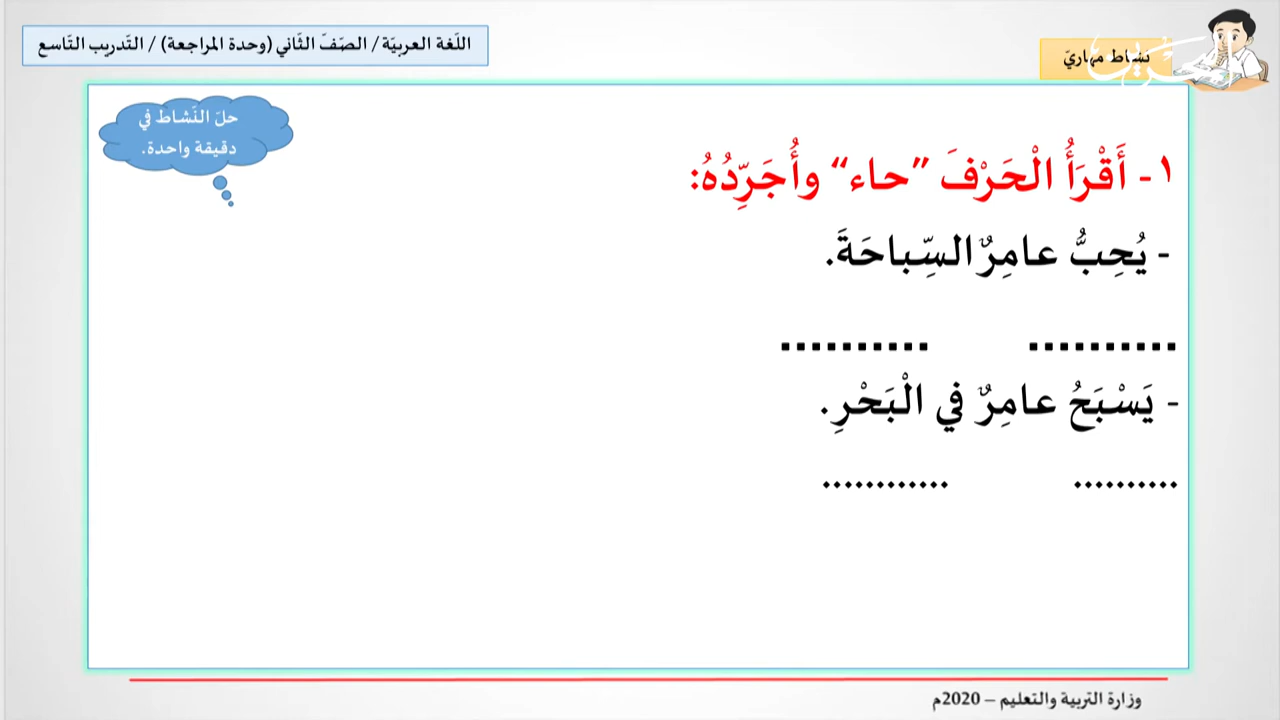 اللّغة العربيّة/ الصّفّ الثّاني (وحدة المراجعة) / التّدريب التّاسع
نشاط مهاريّ
البحرين
حلّ النّشاط في
دقيقة واحدة.
١- أَقْرَأُ الْحَرْفَ ”حاء“ وأُجَرِّدُهُ:
- يُحِبُّ عامِرٌ السِّباحَةَ.
.......... ..........
- يَسْبَحُ عامِرٌ في الْبَحْرِ.
.......... ............
وزارة التربية والتعليم – 2020م